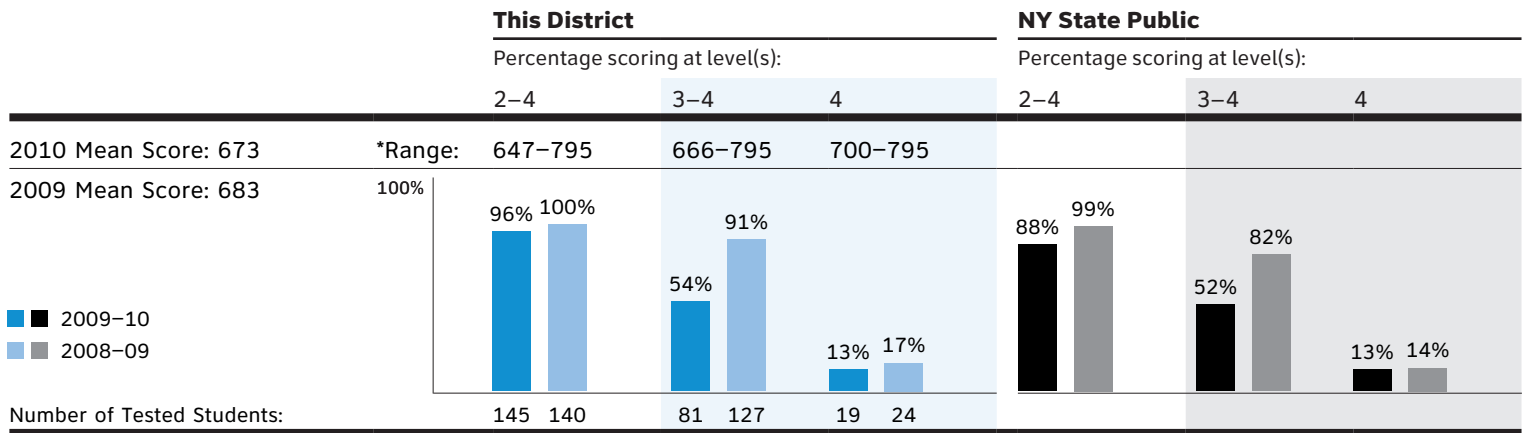 This District NY State Public
Percentage scoring at level(s): Percentage scoring at level(s):
2–4 3–4 4 2–4 3–4 4
2010 Mean Score: 673 *Range: 647–795 666–795 700–795
2009 Mean Score: 683 100%
96% 100% 91% 88% 99% 82%
54% 52%
13% 17% 13% 14%
2009–10
2008–09
Number of Tested Students: 145 140 81 127 19 24